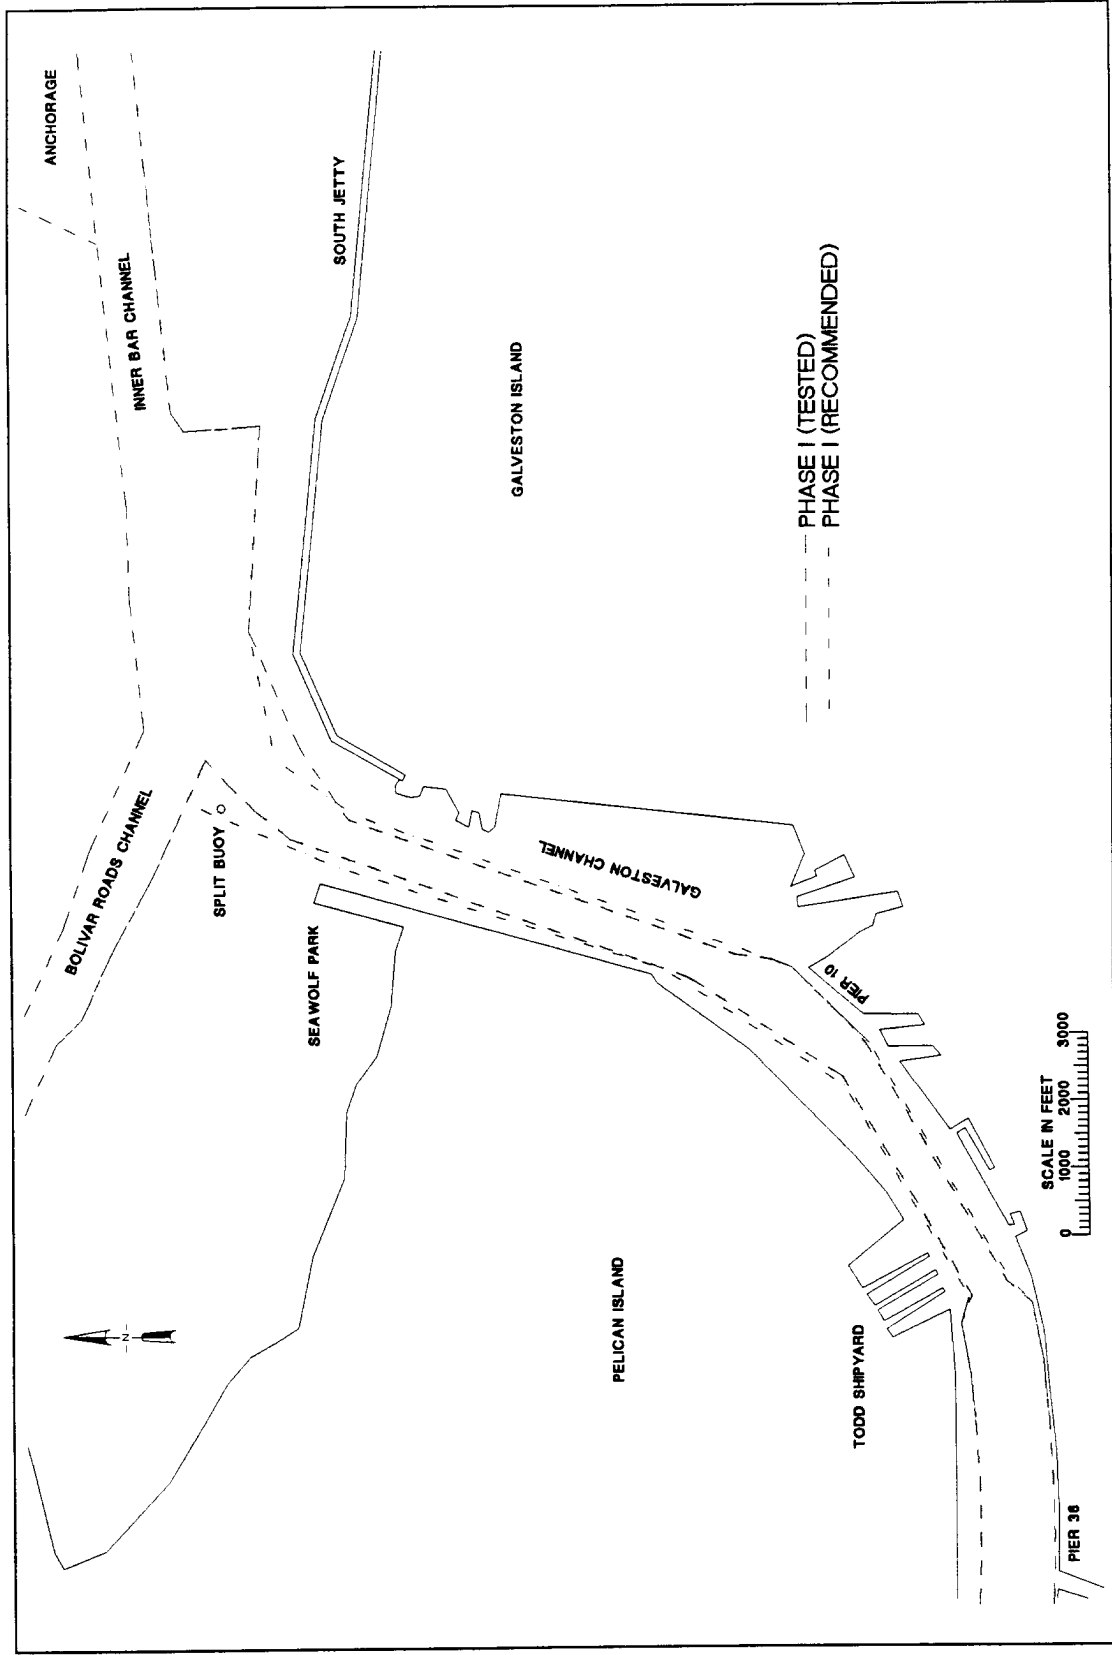 ANCHORAGE
INNER BAR CHANNEL
SOUTH JETTY
BOLIVAR ROADS CHANNEL
SPLIT BUOY
SEAWOLF PARK
GALVESTON ISLAND
GALVESTON CHANNEL
PHASE I (TESTED)
PHASE I (RECOMMENDED)
N
PELICAN ISLAND
PIER 10
TODD SHIPYARD
SCALE IN FEET
0 1000 2000 3000
PIER 36